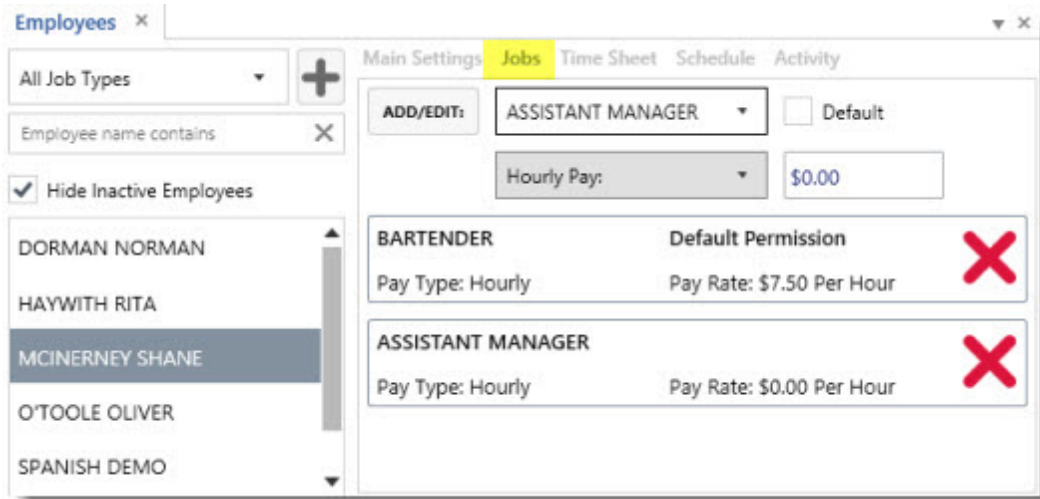 Employees
Main Settings Jobs Time Sheet Schedule Activity
All Job Types
Employee name contains
Hide Inactive Employees
DORMAN NORMAN
HAYWITH RITA
MCINERNEY SHANE
O'TOOLE OLIVER
SPANISH DEMO
ADD/EDIT: ASSISTANT MANAGER Default
Hourly Pay: $0.00
BARTENDER Default Permission
Pay Type: Hourly Pay Rate: $7.50 Per Hour
ASSISTANT MANAGER
Pay Type: Hourly Pay Rate: $0.00 Per Hour